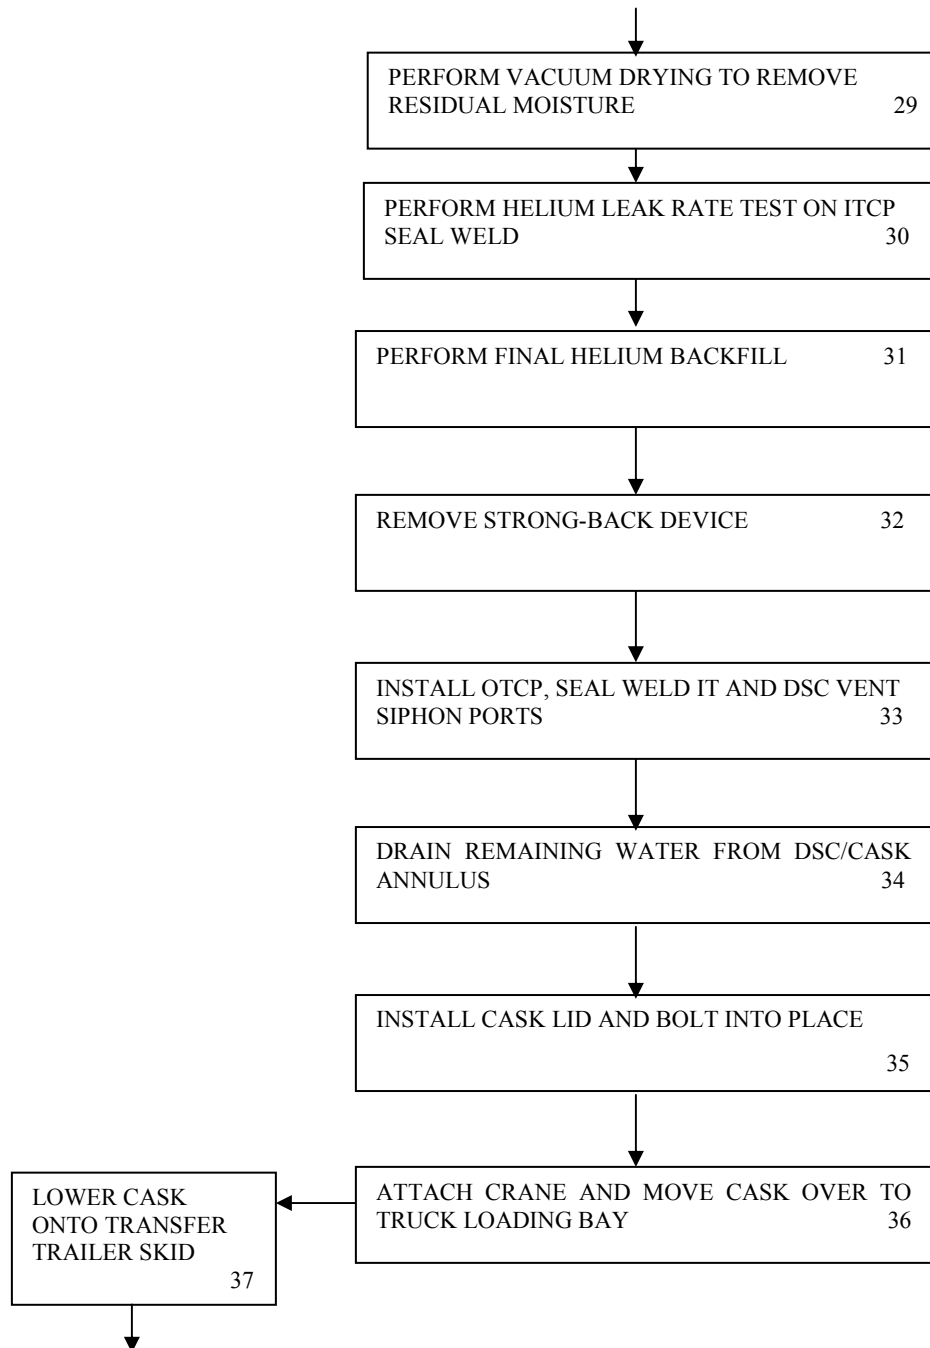 PERFORM VACUUM DRYING TO REMOVE
RESIDUAL MOISTURE 29
PERFORM HELIUM LEAK RATE TEST ON ITCP
SEAL WELD 30
PERFORM FINAL HELIUM BACKFILL 31
REMOVE STRONG-BACK DEVICE 32
INSTALL OTCP, SEAL WELD IT AND DSC VENT
SIPHON PORTS 33
DRAIN REMAINING WATER FROM DSC/CASK
ANNULUS 34
INSTALL CASK LID AND BOLT INTO PLACE
35
ATTACH CRANE AND MOVE CASK OVER TO
TRUCK LOADING BAY 36
LOWER CASK
ONTO TRANSFER
TRAILER SKID
37